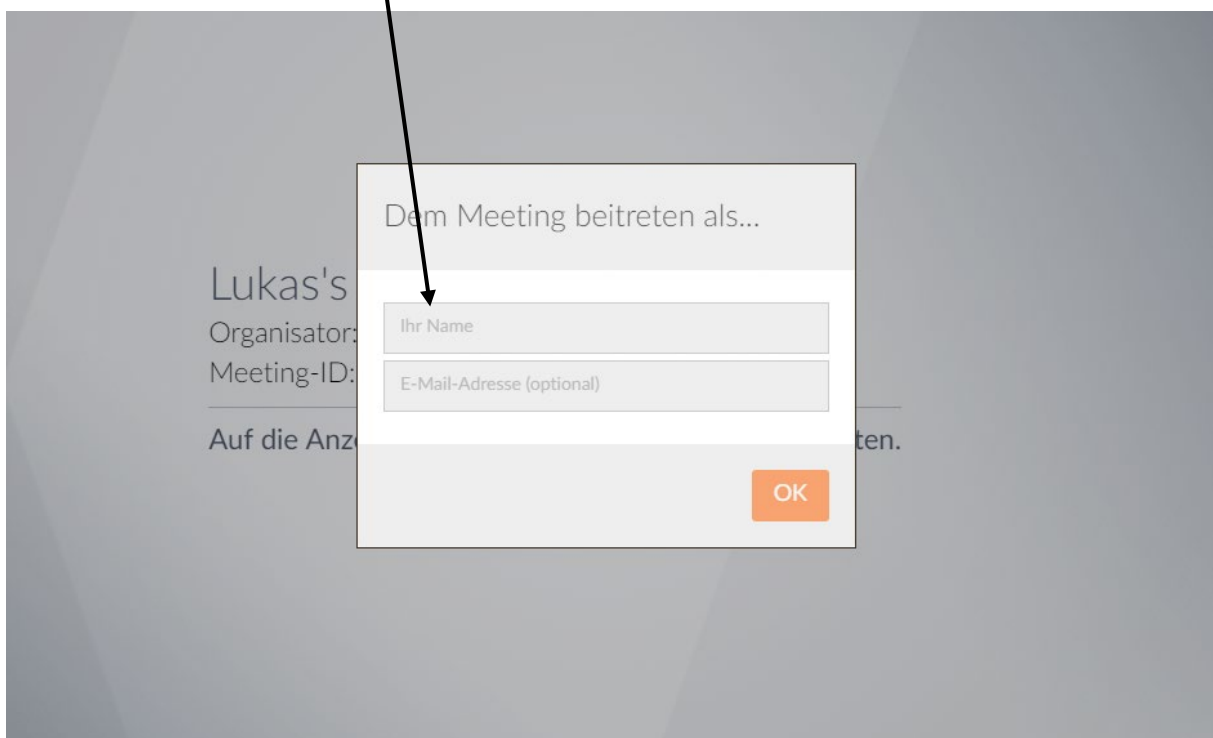 Dem Meeting beitreten als...
Lukas's
Organisator:
Meeting-ID:
Ihr Name
E-Mail-Adresse (optional)
Auf die Anz
ten.
OK